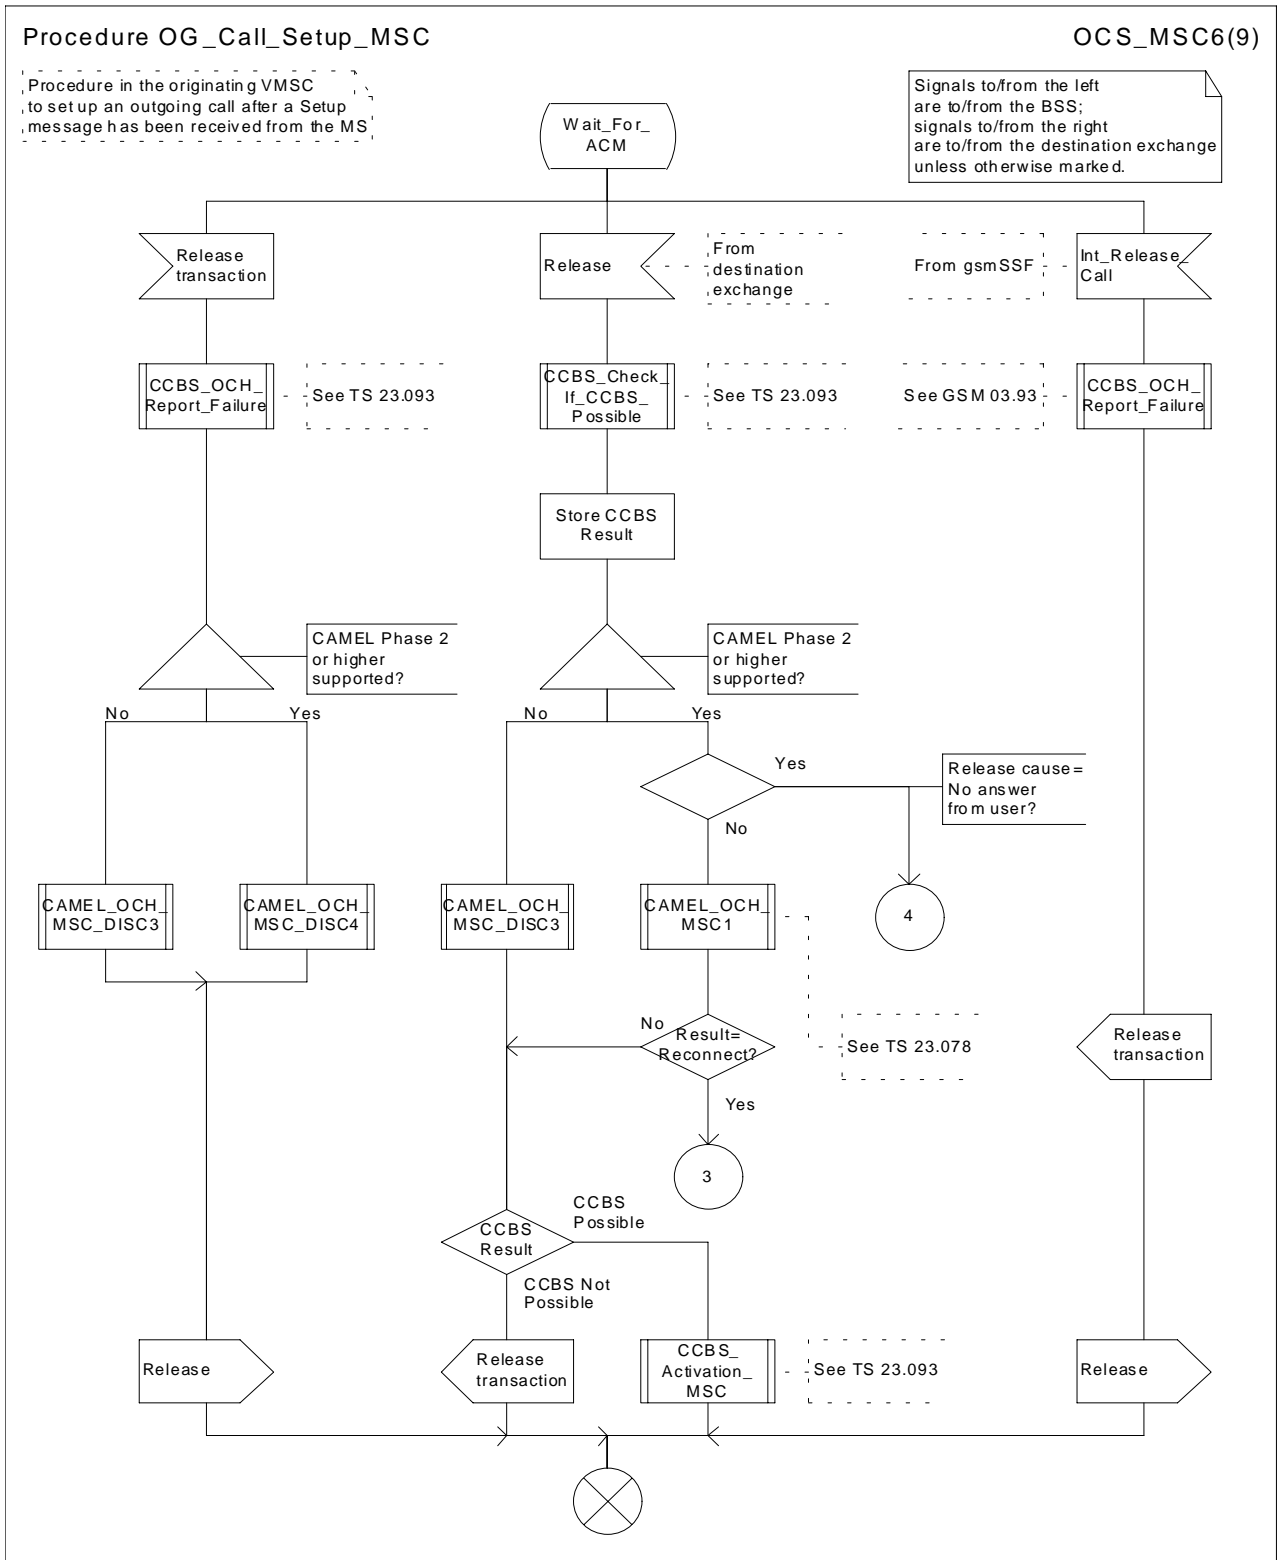 Procedure OG_Call_Setup_MSC
OCS_MSC6(9)
Procedure in the originating VMSC
to set up an outgoing call after a Setup
message has been received from the MS
Signals to/from the left
are to/from the BSS;
signals to/from the right
are to/from the destination exchange
unless otherwise marked.
Wait_For_
ACM
Release
transaction
Release
From
destination
exchange
From gsmSSF
Int_Release_
Call
CCBS_OCH_
Report_Failure
See TS 23.093
CCBS_Check_
If_CCBS_
Possible
See TS 23.093
See GSM 03.93
CCBS_OCH_
Report_Failure
Store CCBS
Result
CAMEL Phase 2
or higher
supported?
CAMEL Phase 2
or higher
supported?
No
Yes
No
Yes
Yes
Release cause=
No answer
from user?
No
CAMEL_OCH_
MSC_DISC3
CAMEL_OCH_
MSC_DISC4
CAMEL_OCH_
MSC_DISC3
CAMEL_OCH_
MSC1
4
No
Result=
Reconnect?
See TS 23.078
Release
transaction
Yes
3
CCBS
Possible
CCBS
Result
CCBS Not
Possible
Release
Release
transaction
CCBS_
Activation_
MSC
See TS 23.093
Release